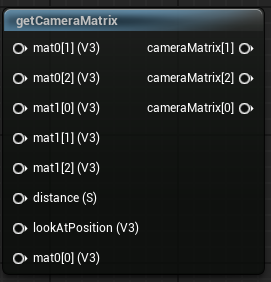 getCameraMatrix
mat0[1] (V3) cameraMatrix[1]
mat0[2] (V3) cameraMatrix[2]
mat1[0] (V3) cameraMatrix[0]
mat1[1] (V3)
mat1[2] (V3)
distance (S)
lookAtPosition (V3)
mat0[0] (V3)